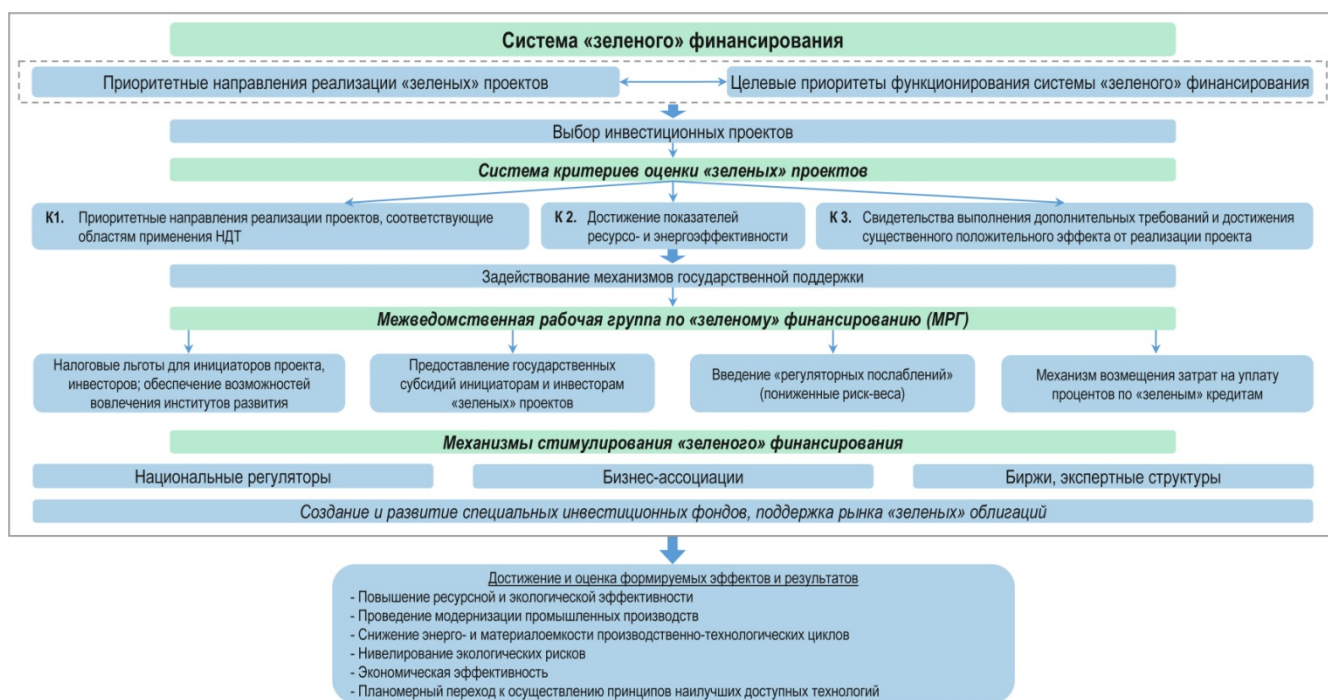 Система «зеленого» финансирования
Приоритетные направления реализации «зеленых» проектов
Целевые приоритеты функционирования системы «зеленого» финансирования
Выбор инвестиционных проектов
Система критериев оценки «зеленых» проектов
К1. Приоритетные направления реализации проектов, соответствующие
областям применения НДТ
К 2. Достижение показателей
ресурсо- и энергоэффективности
К 3. Свидетельства выполнения дополнительных требований и достижения
существенного положительного эффекта от реализации проекта
Задействование механизмов государственной поддержки
Межведомственная рабочая группа по «зеленому» финансированию (МРГ)
Налоговые льготы для инициаторов проекта,
инвесторов; обеспечение возможностей
вовлечения институтов развития
Предоставление государственных
субсидий инициаторам и инвесторам
«зеленых» проектов
Введение «регуляторных послаблений»
(пониженные риск-веса)
Механизм возмещения затрат на уплату
процентов по «зеленым» кредитам
Механизмы стимулирования «зеленого» финансирования
Национальные регуляторы
Бизнес-ассоциации
Биржи, экспертные структуры
Создание и развитие специальных инвестиционных фондов, поддержка рынка «зеленых» облигаций
Достижение и оценка формируемых эффектов и результатов
- Повышение ресурсной и экологической эффективности
- Проведение модернизации промышленных производств
- Снижение энерго- и материалоемкости производственно-технологических циклов
- Нивелирование экологических рисков
- Экономическая эффективность
- Планомерный переход к осуществлению принципов наилучших доступных технологий